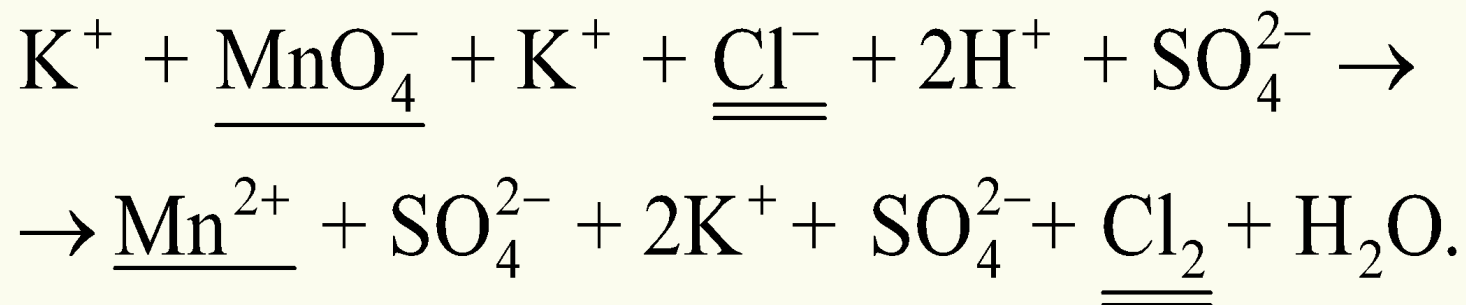 K⁺ + MnO₄⁻ + K⁺ + Cl⁻ + 2H⁺ + SO₄²⁻ →
→ Mn²⁺ + SO₄²⁻ + 2K⁺ + SO₄²⁻ + Cl₂ + H₂O.